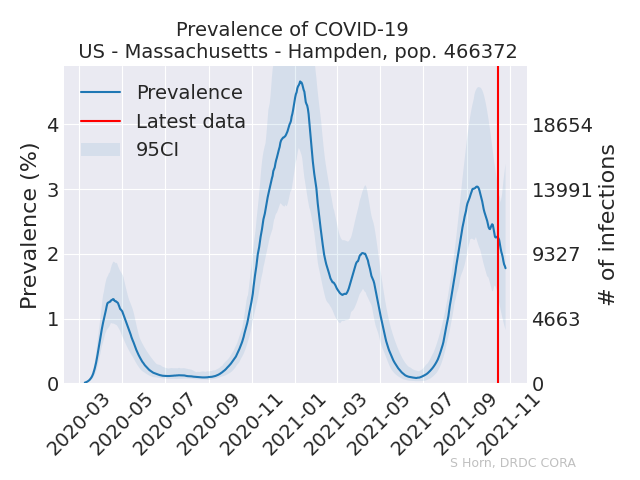 Prevalence of COVID-19
US - Massachusetts - Hampden, pop. 466372
Prevalence
Latest data
95CI
Prevalence (%)
4
3
2
1
0
18654
13991
9327
4663
0
# of infections
2020-03
2020-05
2020-07
2020-09
2020-11
2021-01
2021-03
2021-05
2021-07
2021-09
2021-11
S Horn, DRDC CORA